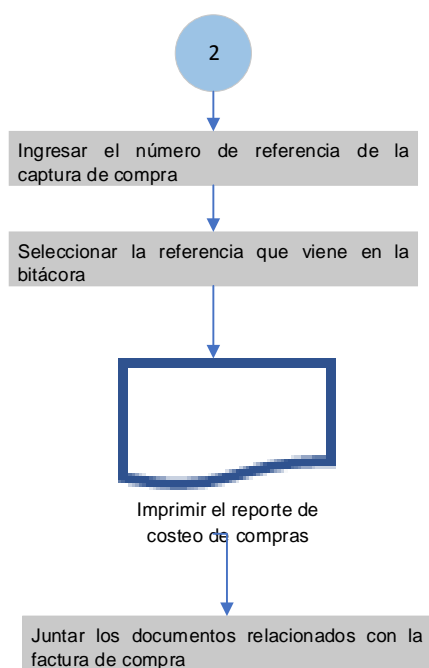 2
Ingresar el número de referencia de la
captura de compra
Seleccionar la referencia que viene en la
bitácora
Imprimir el reporte de
costeo de compras
Juntar los documentos relacionados con la
factura de compra